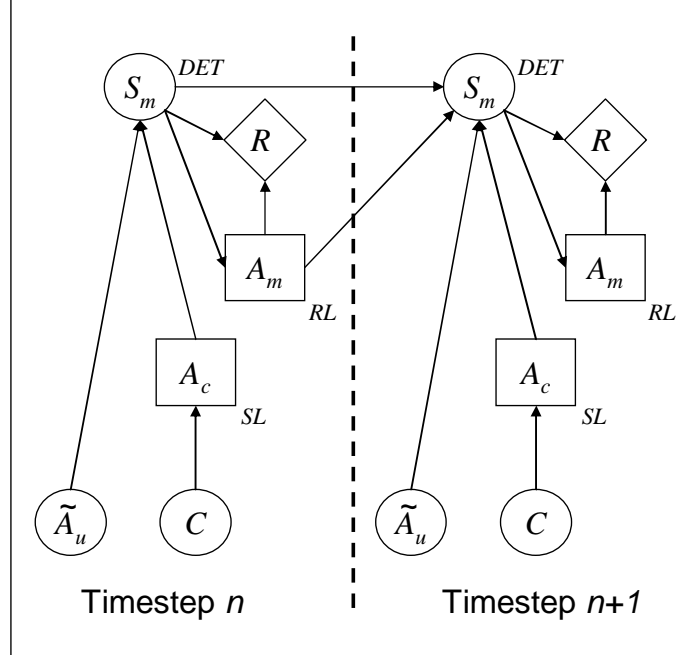 S_m DET S_m DET
R R
A_m RL A_m RL
A_c SL A_c SL
Ã_u C Ã_u C
Timestep n Timestep n+1